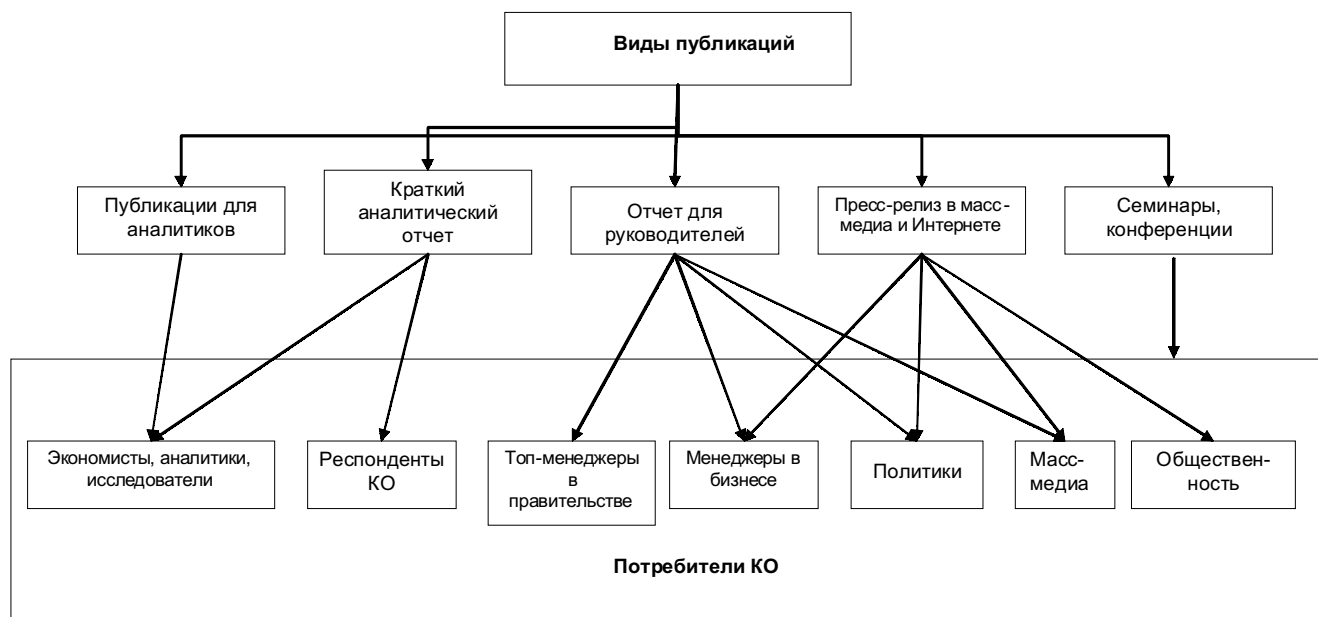 Виды публикаций
Публикации для
аналитиков
Краткий
аналитический
отчет
Отчет для
руководителей
Пресс-релиз в масс-
медиа и Интернете
Семинары,
конференции
Экономисты, аналитики,
исследователи
Респонденты
КО
Топ-менеджеры
в
правительстве
Менеджеры в
бизнесе
Политики
Масс-
медиа
Обществен-
ность
Потребители КО